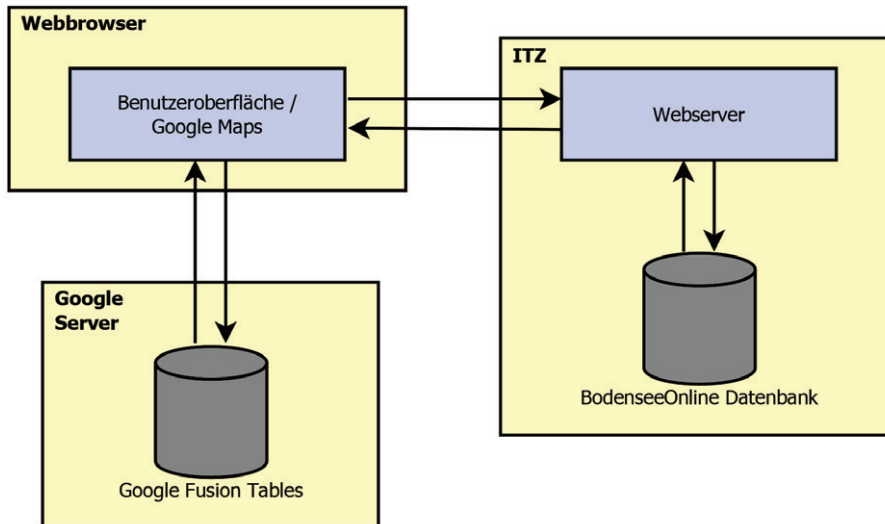 Webbrowser
Benutzeroberfläche /
Google Maps
ITZ
Webserver
BodenseeOnline Datenbank
Google
Server
Google Fusion Tables